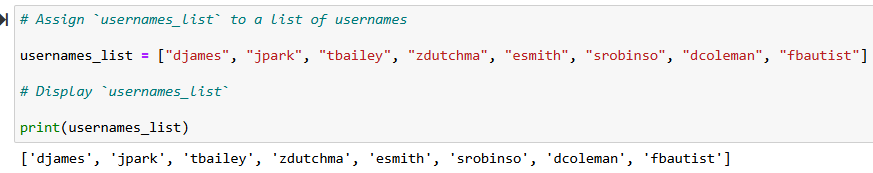 # Assign `usernames_list` to a list of usernames
usernames_list = ["djames", "jpark", "tbailey", "zdutchma", "esmith", "srobinso", "dcoleman", "fbautist"]
# Display `usernames_list`
print(usernames_list)
['djames', 'jpark', 'tbailey', 'zdutchma', 'esmith', 'srobinso', 'dcoleman', 'fbautist']